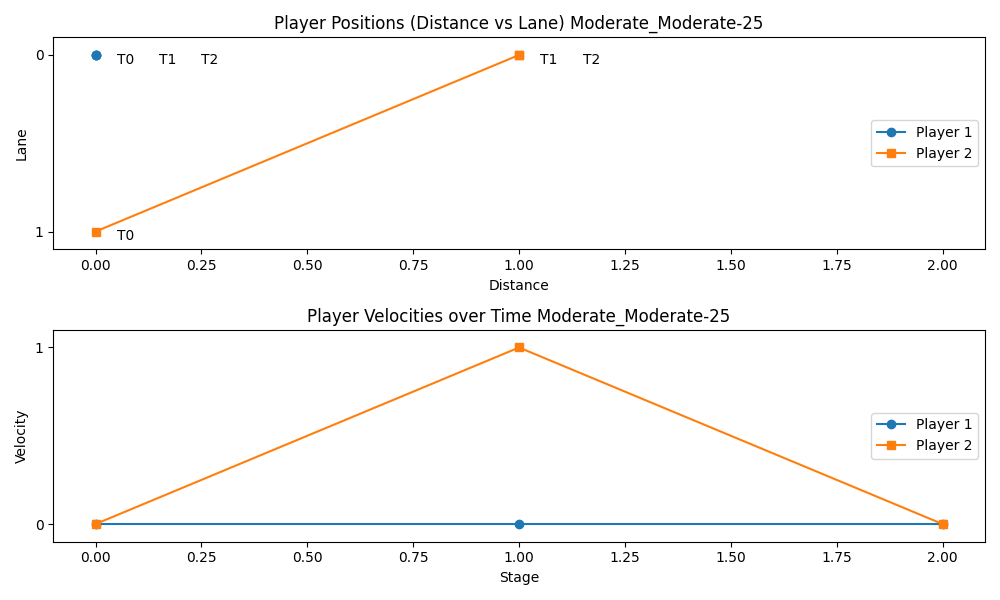 Player Positions (Distance vs Lane) Moderate_Moderate-25
0
T0 T1 T2 T1 T2
Lane
Player 1
Player 2
1
T0
0.00 0.25 0.50 0.75 1.00 1.25 1.50 1.75 2.00
Distance
Player Velocities over Time Moderate_Moderate-25
1
Velocity
Player 1
Player 2
0
0.00 0.25 0.50 0.75 1.00 1.25 1.50 1.75 2.00
Stage